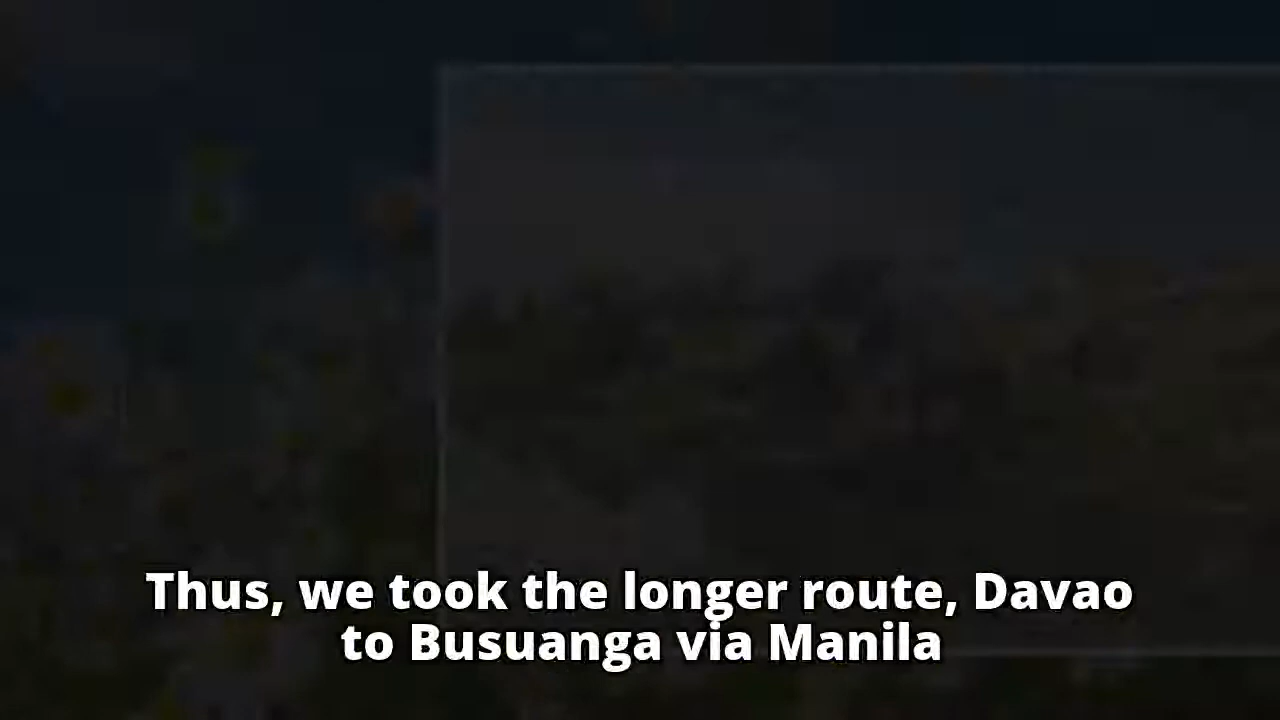 Thus, we took the longer route, Davao
to Busuanga via Manila